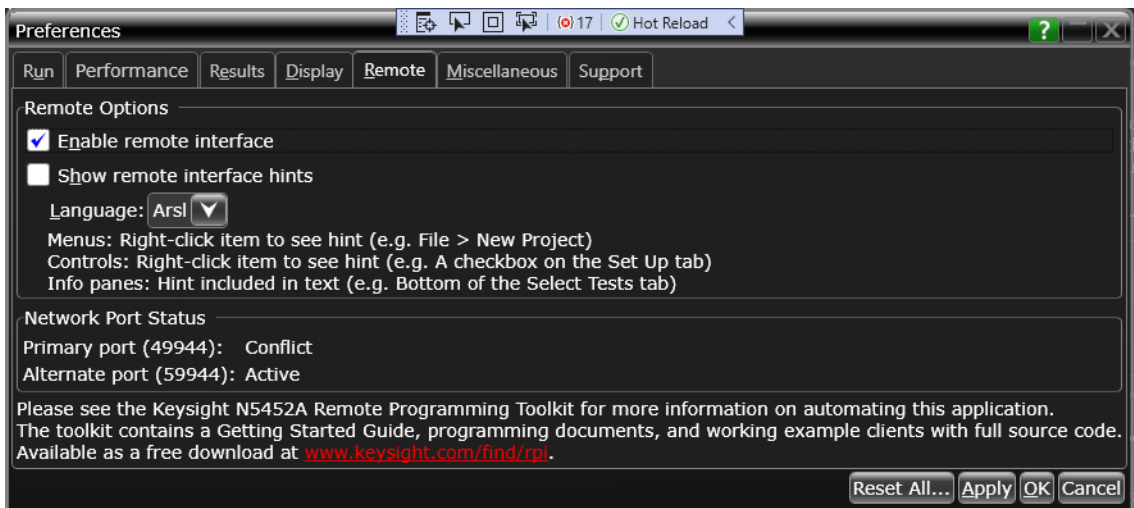 Preferences
17 Hot Reload
?
Run Performance Results Display Remote Miscellaneous Support
Remote Options
Enable remote interface
Show remote interface hints
Language: Arsl
Menus: Right-click item to see hint (e.g. File > New Project)
Controls: Right-click item to see hint (e.g. A checkbox on the Set Up tab)
Info panes: Hint included in text (e.g. Bottom of the Select Tests tab)
Network Port Status
Primary port (49944): Conflict
Alternate port (59944): Active
Please see the Keysight N5452A Remote Programming Toolkit for more information on automating this application.
The toolkit contains a Getting Started Guide, programming documents, and working example clients with full source code.
Available as a free download at www.keysight.com/find/rpi.
Reset All... Apply OK Cancel